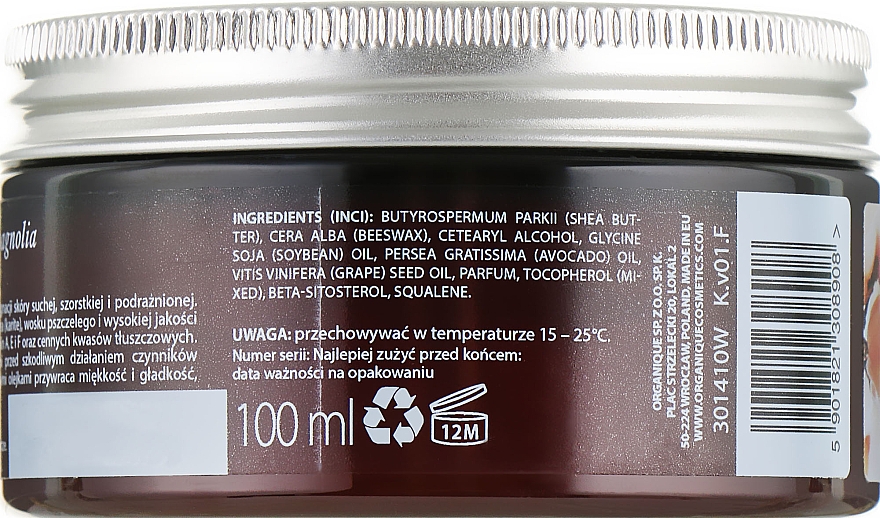 INGREDIENTS (INCI): BUTYROSPERMUM PARKII (SHEA BUT-
TER), CERA ALBA (BEESWAX), CETEARYL ALCOHOL, GLYCINE
SOJA (SOYBEAN) OIL, PERSEA GRATISSIMA (AVOCADO) OIL,
VITIS VINIFERA (GRAPE) SEED OIL, PARFUM, TOCOPHEROL (MI-
XED), BETA-SITOSTEROL, SQUALENE.
skóry suchej, szorstkiej i podrażnionej.
wosku pszczelego i wysokiej jakości
A, E i F oraz cennych kwasów tłuszczowych.
przed szkodliwym działaniem czynników
olejkami przywraca miękkość i gładkość,
UWAGA: przechowywać w temperaturze 15 – 25°C.
Numer serii: Najlepiej zużyć przed końcem:
data ważności na opakowaniu
100 ml
12M
ORGANIQUE SP. Z O.O. SP. K.
PLAC STRZELECKI 20, LOKAL 2
50-224 WROCŁAW, POLAND, MADE IN EU
WWW.ORGANIQUECOSMETICS.COM
301410W K.v01.F
5 901821 308908 >